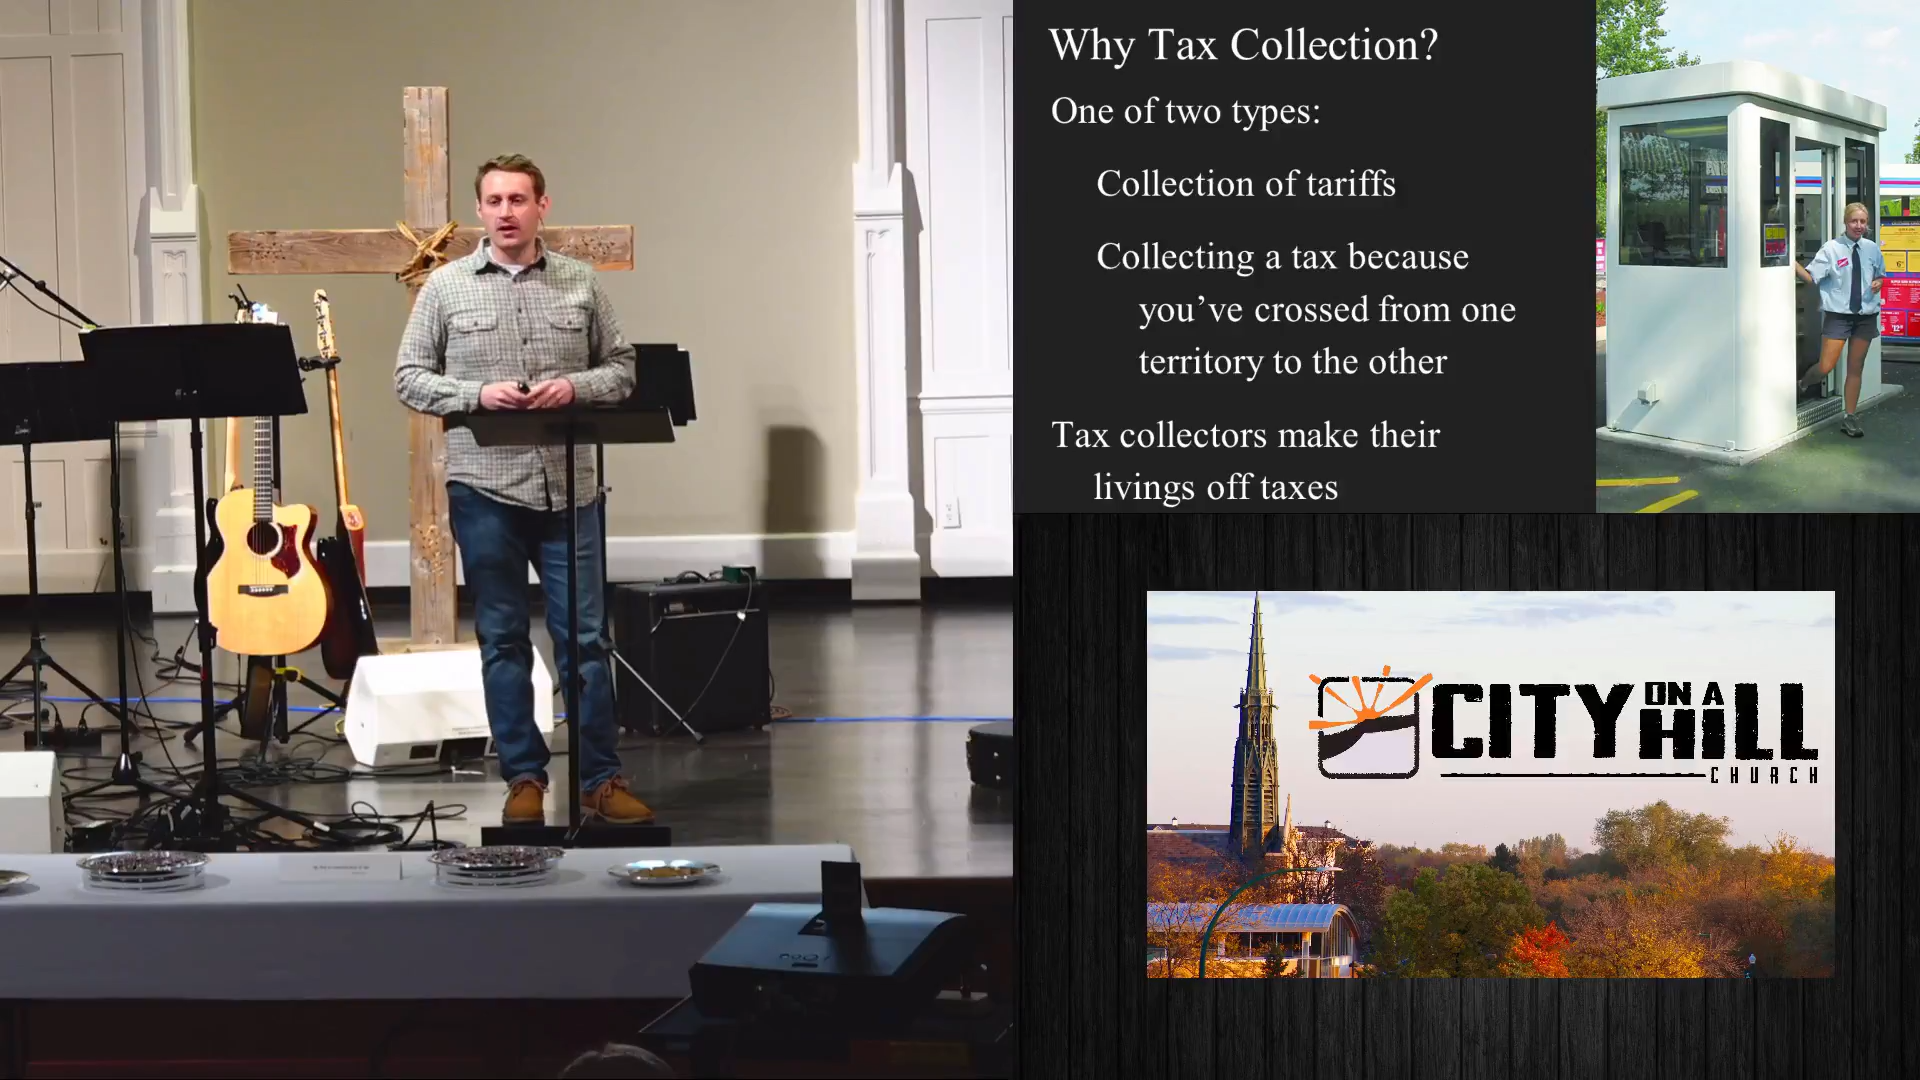 Why Tax Collection?
One of two types:
Collection of tariffs
Collecting a tax because
you’ve crossed from one
territory to the other
Tax collectors make their
livings off taxes
CITY ON A HILL
CHURCH